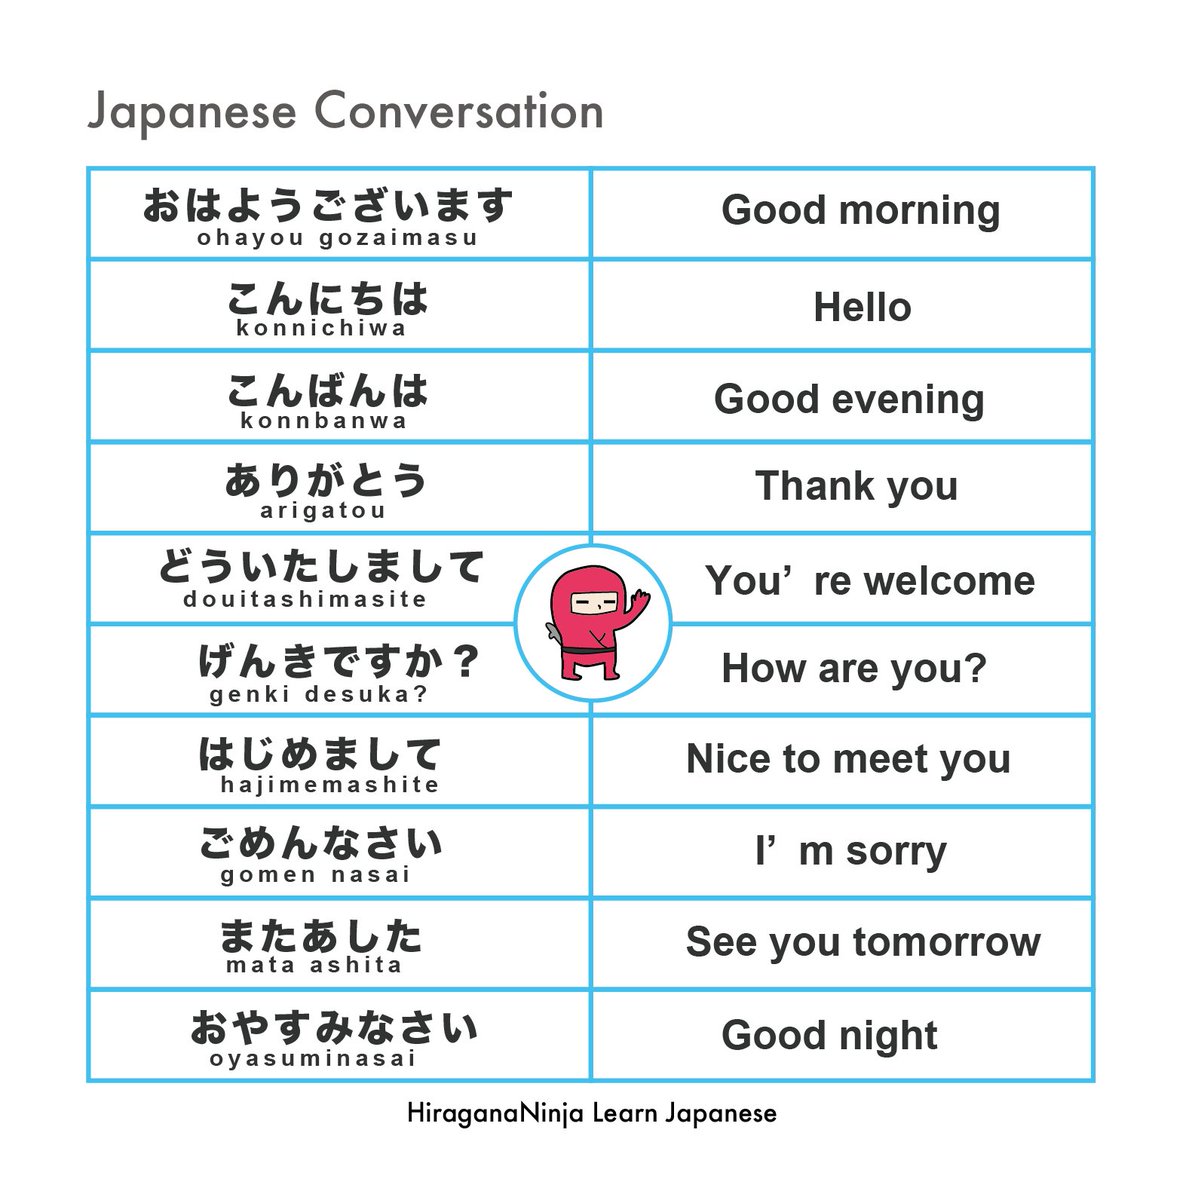 Japanese Conversation
おはようございます
ohayou gozaimasu
Good morning
こんにちは
konnichiwa
Hello
こんばんは
konnbanwa
Good evening
ありがとう
arigatou
Thank you
どういたしまして
douitashimasite
You’ re welcome
げんきですか？
genki desuka?
How are you?
はじめまして
hajimemashite
Nice to meet you
ごめんなさい
gomen nasai
I’ m sorry
またあした
mata ashita
See you tomorrow
おやすみなさい
oyasuminasai
Good night
HiraganaNinja Learn Japanese